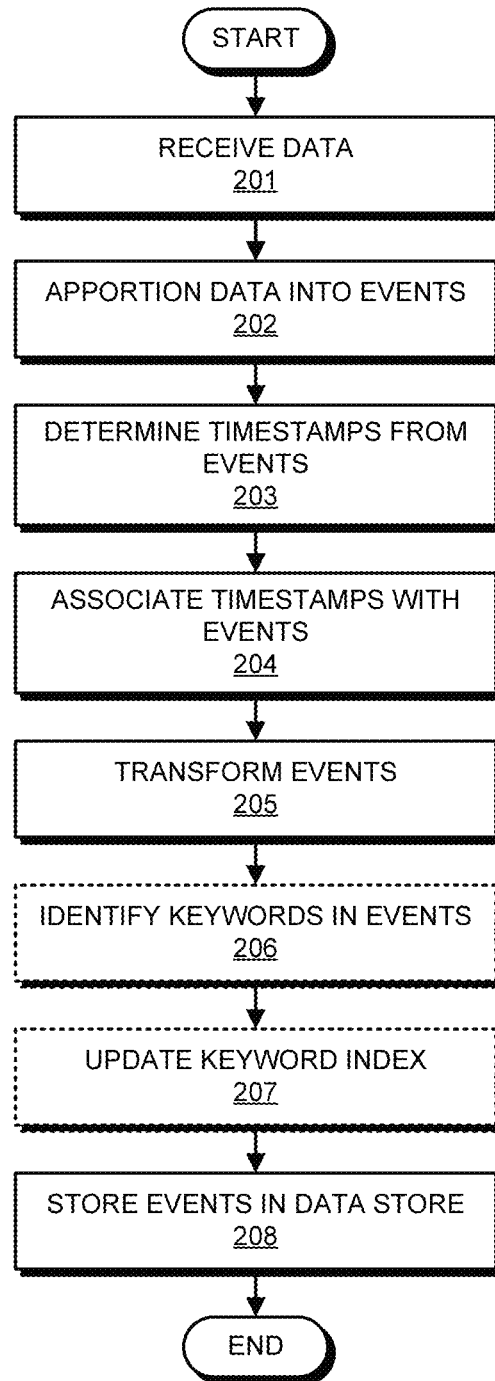 START
RECEIVE DATA
201
APPORTION DATA INTO EVENTS
202
DETERMINE TIMESTAMPS FROM
EVENTS
203
ASSOCIATE TIMESTAMPS WITH
EVENTS
204
TRANSFORM EVENTS
205
IDENTIFY KEYWORDS IN EVENTS
206
UPDATE KEYWORD INDEX
207
STORE EVENTS IN DATA STORE
208
END